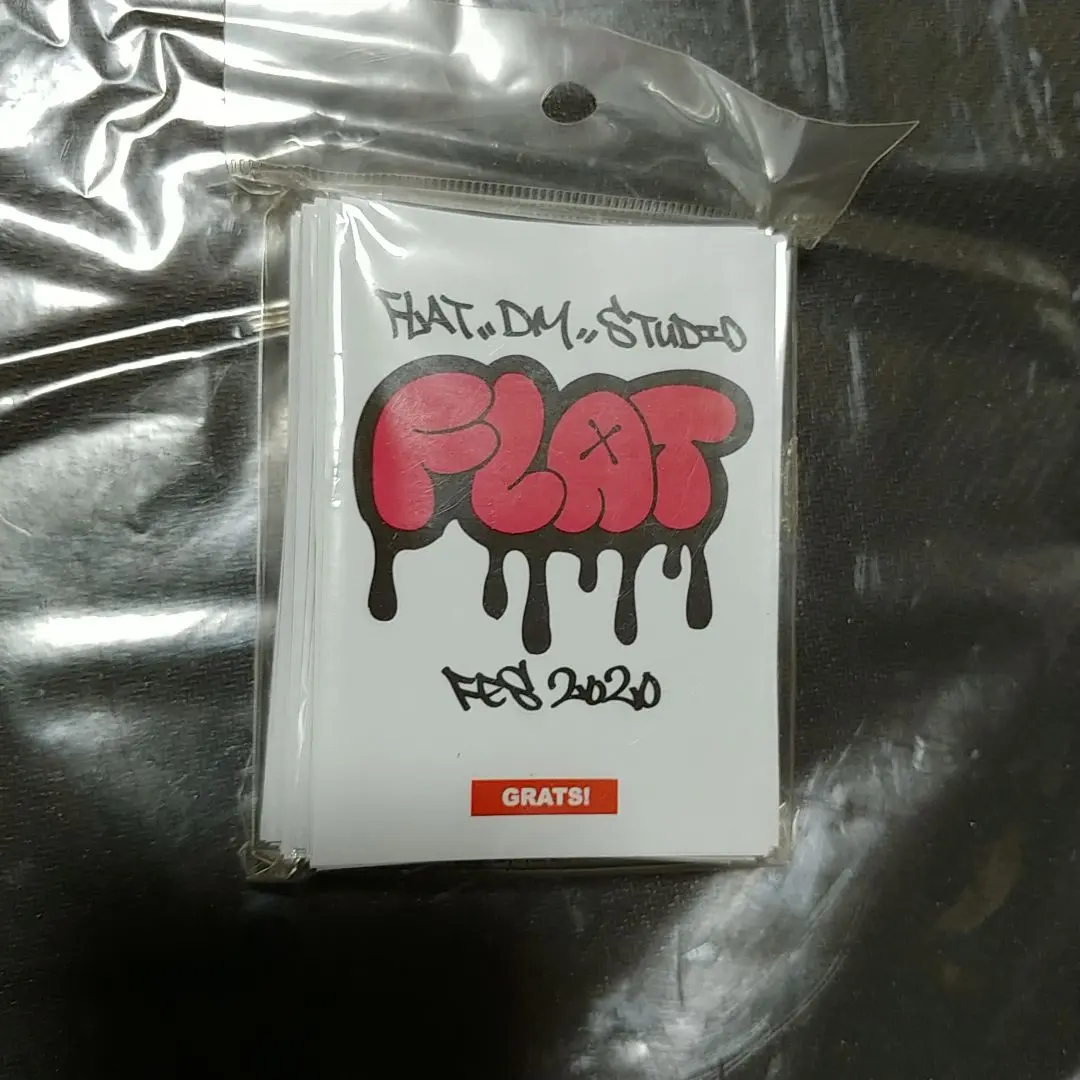 FLAT,,DM,,STUDIO
FLAT
FES 2020
GRATS!